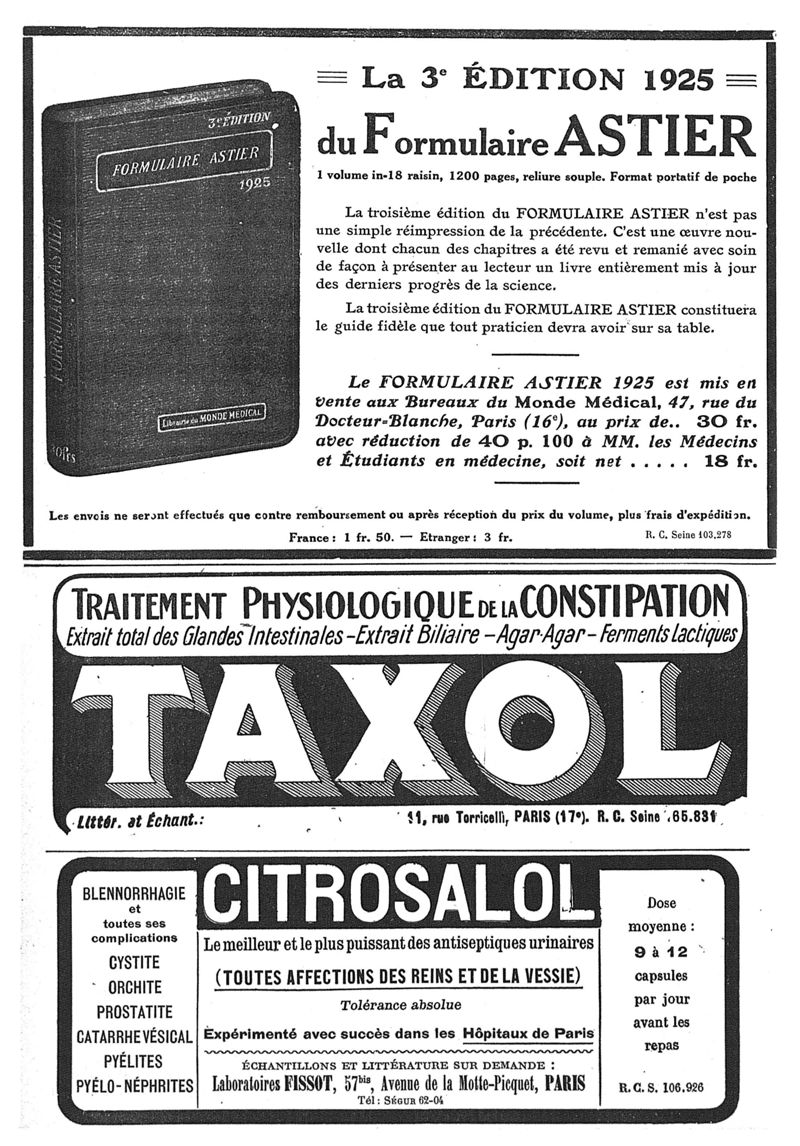 3e ÉDITION
FORMULAIRE ASTIER
1925
FORMULAIRE ASTIER
Librairie du MONDE MÉDICAL
La 3e ÉDITION 1925
du Formulaire ASTIER
1 volume in-18 raisin, 1200 pages, reliure souple. Format portatif de poche
La troisième édition du FORMULAIRE ASTIER n'est pas
une simple réimpression de la précédente. C'est une œuvre nou-
velle dont chacun des chapitres a été revu et remanié avec soin
de façon à présenter au lecteur un livre entièrement mis à jour
des derniers progrès de la science.
La troisième édition du FORMULAIRE ASTIER constituera
le guide fidèle que tout praticien devra avoir sur sa table.
Le FORMULAIRE ASTIER 1925 est mis en
vente aux Bureaux du Monde Médical, 47, rue du
Docteur-Blanche, Paris (16e), au prix de.. 30 fr.
avec réduction de 40 p. 100 à MM. les Médecins
et Étudiants en médecine, soit net ..... 18 fr.
Les envois ne seront effectués que contre remboursement ou après réception du prix du volume, plus frais d'expédition.
France : 1 fr. 50. — Etranger : 3 fr.
R. C. Seine 103.278
TRAITEMENT PHYSIOLOGIQUE DE LA CONSTIPATION
Extrait total des Glandes Intestinales - Extrait Biliaire - Agar-Agar - Ferments Lactiques
TAXOL
Littér. et Échant.:
11, rue Torricelli, PARIS (17e). R. C. Seine 165.831
BLENNORRHAGIE
et
toutes ses
complications
CYSTITE
ORCHITE
PROSTATITE
CATARRHE VÉSICAL
PYÉLITES
PYÉLO-NÉPHRITES
CITROSALOL
Le meilleur et le plus puissant des antiseptiques urinaires
(TOUTES AFFECTIONS DES REINS ET DE LA VESSIE)
Tolérance absolue
Expérimenté avec succès dans les Hôpitaux de Paris
ÉCHANTILLONS ET LITTÉRATURE SUR DEMANDE :
Laboratoires FISSOT, 57bis, Avenue de la Motte-Picquet, PARIS
Tél : SÉGUR 62-04
Dose
moyenne :
9 à 12
capsules
par jour
avant les
repas
R. C. S. 106.926